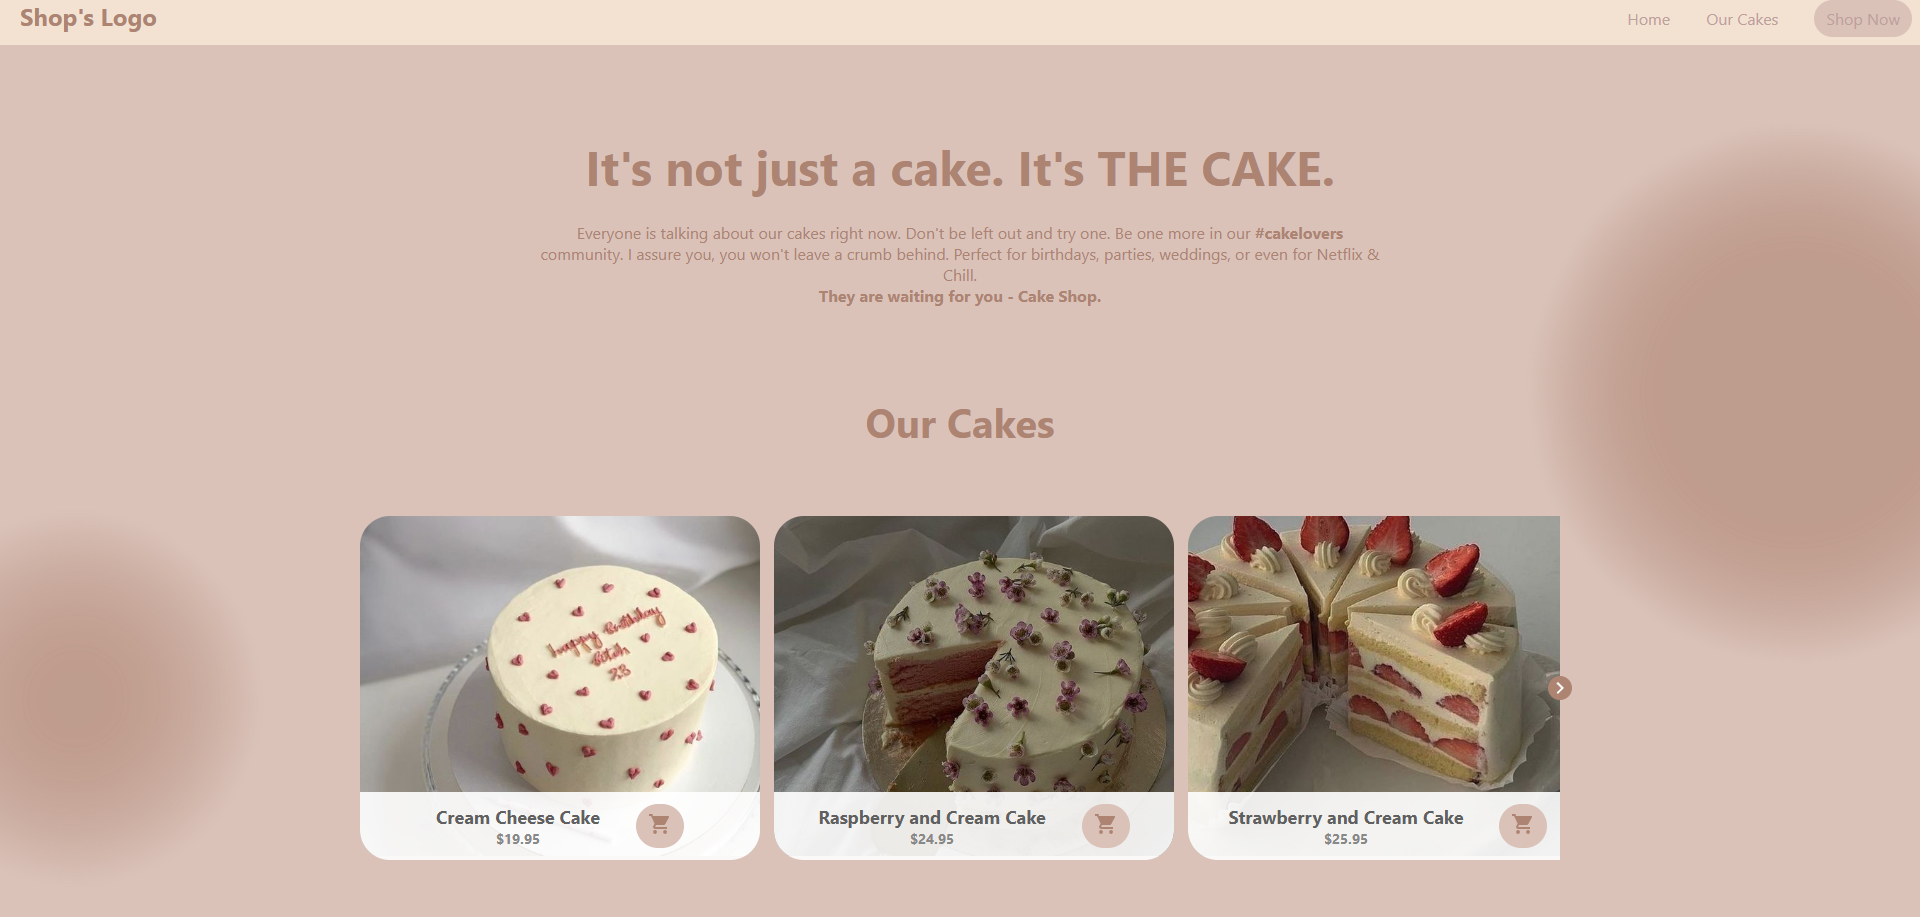 Shop's Logo
Home
Our Cakes
Shop Now
It's not just a cake. It's THE CAKE.
Everyone is talking about our cakes right now. Don't be left out and try one. Be one more in our #cakelovers
community. I assure you, you won't leave a crumb behind. Perfect for birthdays, parties, weddings, or even for Netflix &
Chill.
They are waiting for you - Cake Shop.
Our Cakes
happy Birthday
Bitch
23
Cream Cheese Cake
$19.95
Raspberry and Cream Cake
$24.95
Strawberry and Cream Cake
$25.95